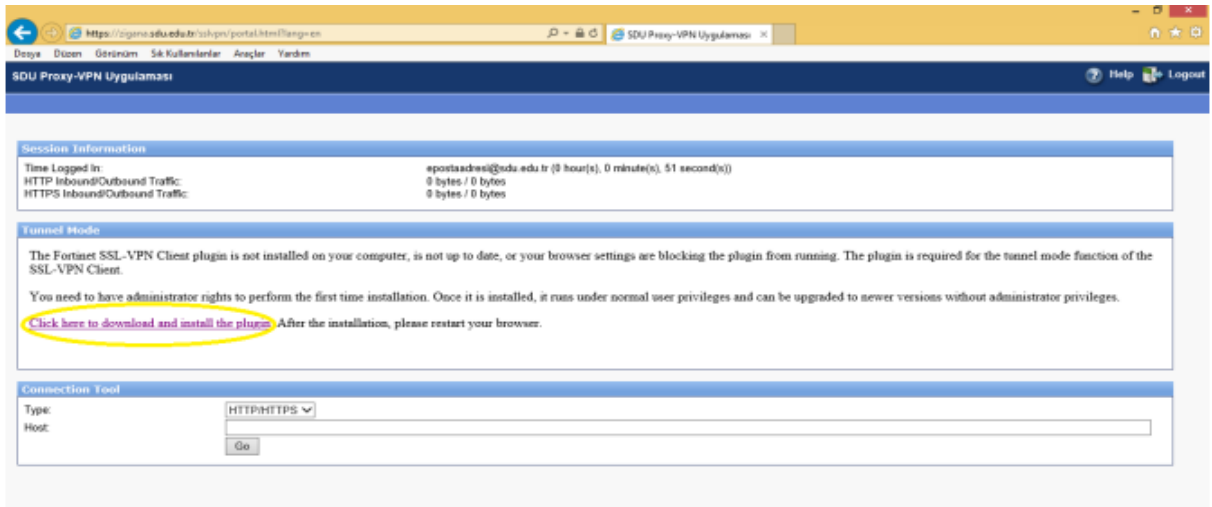 https://zigana.sdu.edu.tr/sslvpn/portal.html?lang=en
SDU Proxy-VPN Uygulaması
Dosya Düzen Görünüm Sık Kullanılanlar Araçlar Yardım
SDU Proxy-VPN Uygulaması
Help Logout
Session Information
Time Logged In: epostaadresi@sdu.edu.tr (0 hour(s), 0 minute(s), 51 second(s))
HTTP Inbound/Outbound Traffic: 0 bytes / 0 bytes
HTTPS Inbound/Outbound Traffic: 0 bytes / 0 bytes
Tunnel Mode
The Fortinet SSL-VPN Client plugin is not installed on your computer, is not up to date, or your browser settings are blocking the plugin from running. The plugin is required for the tunnel mode function of the
SSL-VPN Client.
You need to have administrator rights to perform the first time installation. Once it is installed, it runs under normal user privileges and can be upgraded to newer versions without administrator privileges.
Click here to download and install the plugin. After the installation, please restart your browser.
Connection Tool
Type: HTTP/HTTPS
Host:
Go